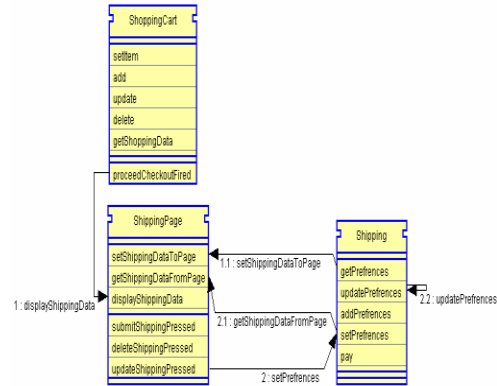 ShoppingCart
setItem
add
update
delete
getShoppingData
proceedCheckoutFired
ShippingPage
setShippingDataToPage
getShippingDataFromPage
displayShippingData
submitShippingPressed
deleteShippingPressed
updateShippingPressed
Shipping
getPrefrences
updatePrefrences
addPrefrences
setPrefrences
pay
1 : displayShippingData
1.1 : setShippingDataToPage
2.1 : getShippingDataFromPage
2 : setPrefrences
2.2 : updatePrefrences